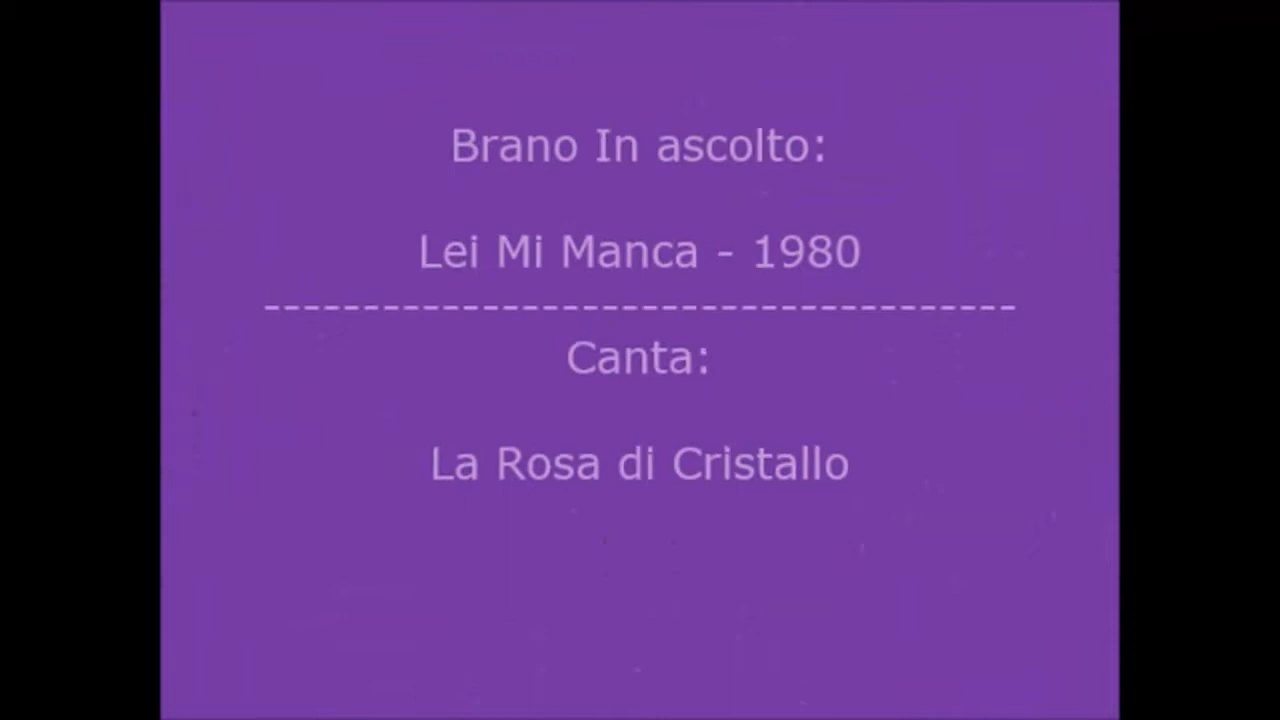 Brano In ascolto:
Lei Mi Manca - 1980
--------------------------------------
Canta:
La Rosa di Cristallo